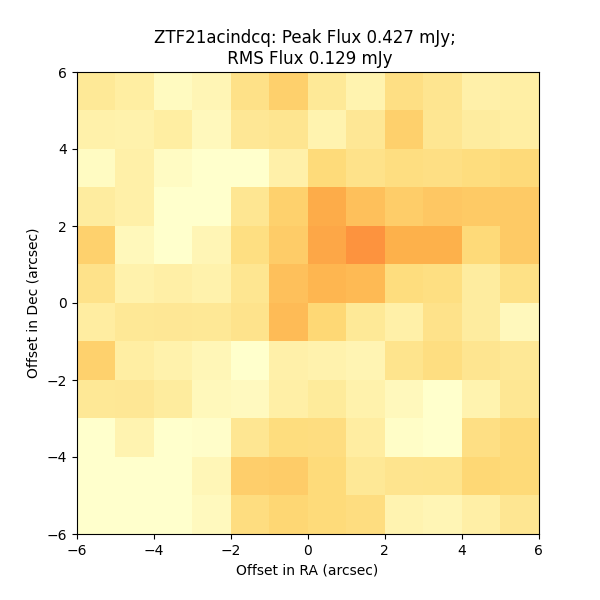 ZTF21acindcq: Peak Flux 0.427 mJy;
RMS Flux 0.129 mJy
6
4
2
0
−2
−4
−6
Offset in Dec (arcsec)
−6 −4 −2 0 2 4 6
Offset in RA (arcsec)